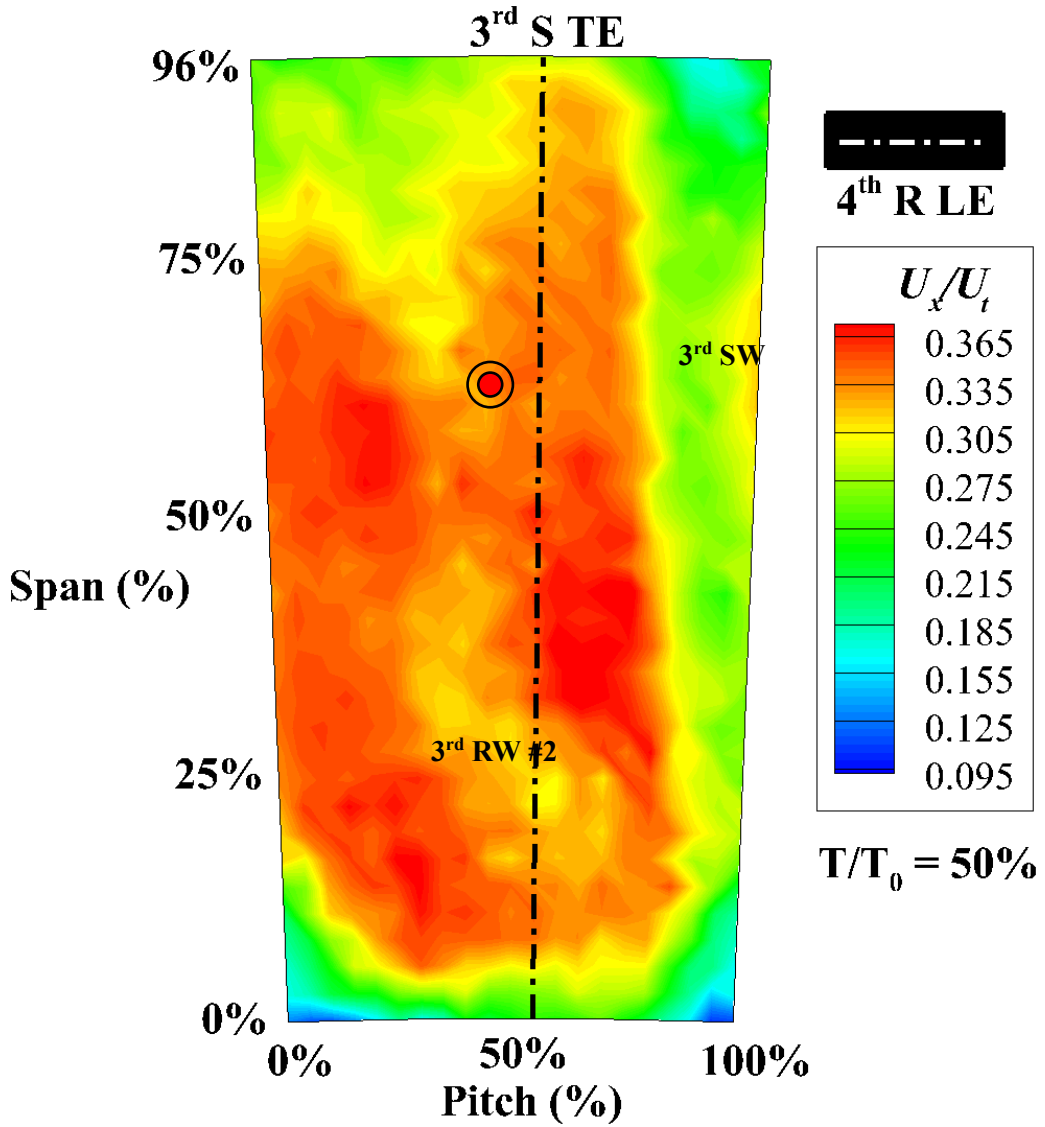 3rd S TE
96%
4th R LE
75%
Ux/Ut
0.365
3rd SW
0.335
0.305
0.275
50%
0.245
Span (%)
0.215
0.185
0.155
3rd RW #2
0.125
25%
0.095
T/T0 = 50%
0%
0%
50%
100%
Pitch (%)